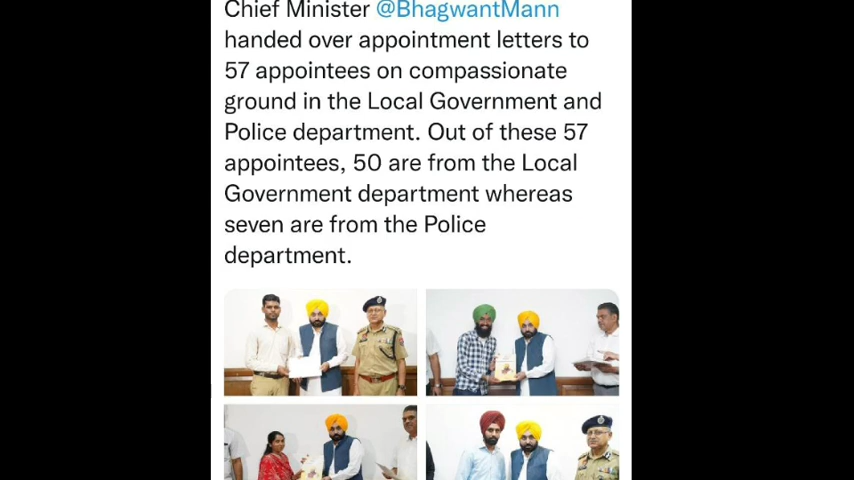 Chief Minister @BhagwantMann
handed over appointment letters to
57 appointees on compassionate
ground in the Local Government and
Police department. Out of these 57
appointees, 50 are from the Local
Government department whereas
seven are from the Police
department.